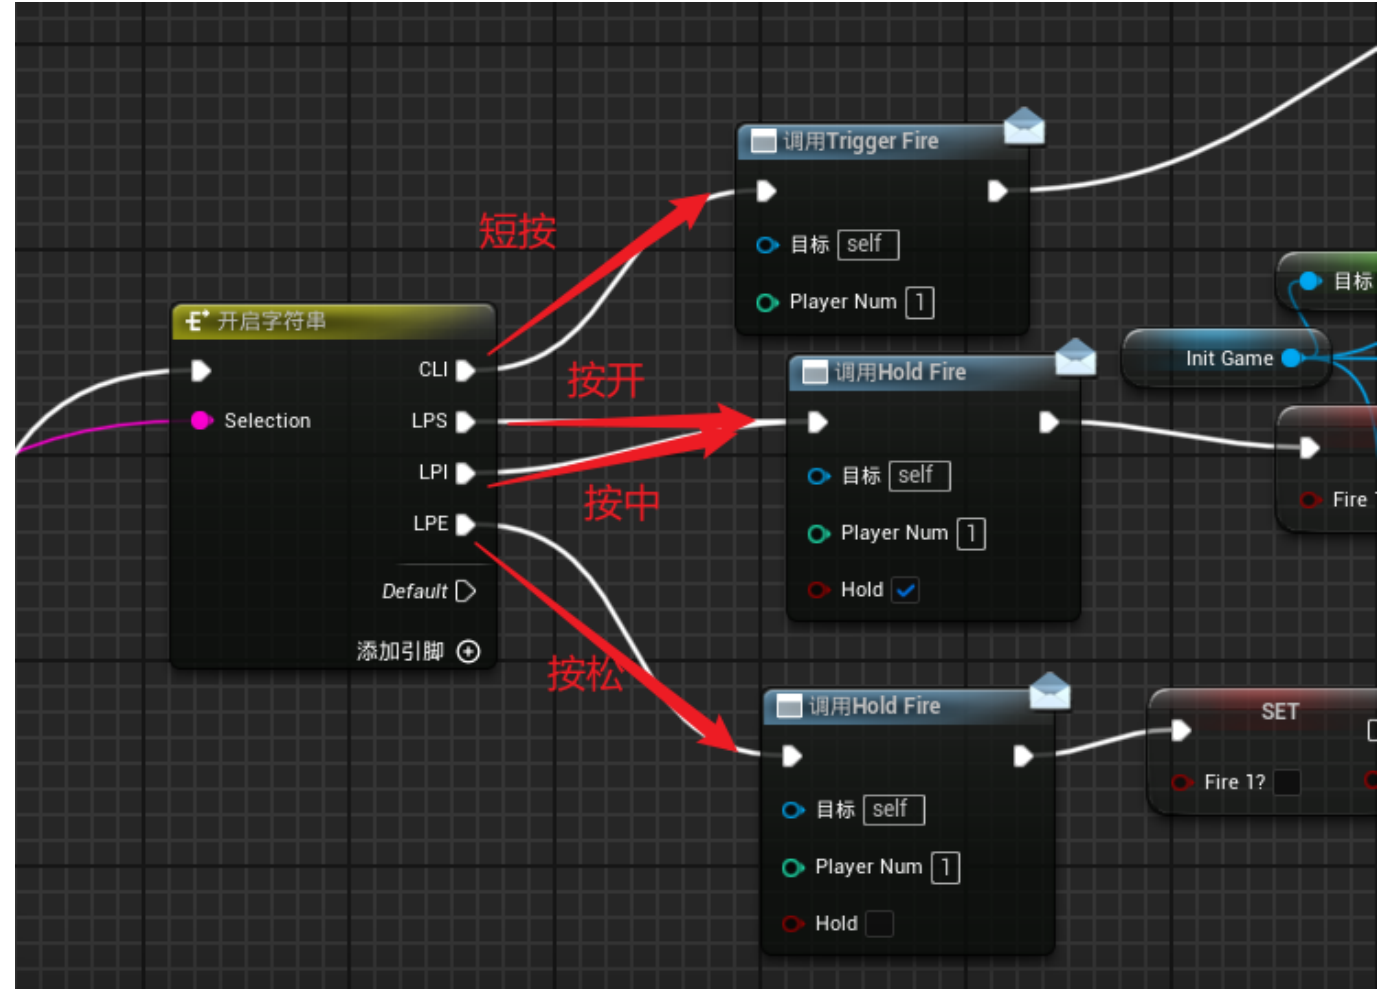 调用Trigger Fire
短按
目标 self
目标
Player Num 1
开启字符串
Init Game
CLI
按开
调用Hold Fire
Selection
LPS
LPI
目标 self
按中
Fire
LPE
Player Num 1
Default
Hold
添加引脚
按松
调用Hold Fire
SET
Fire 1?
目标 self
Player Num 1
Hold